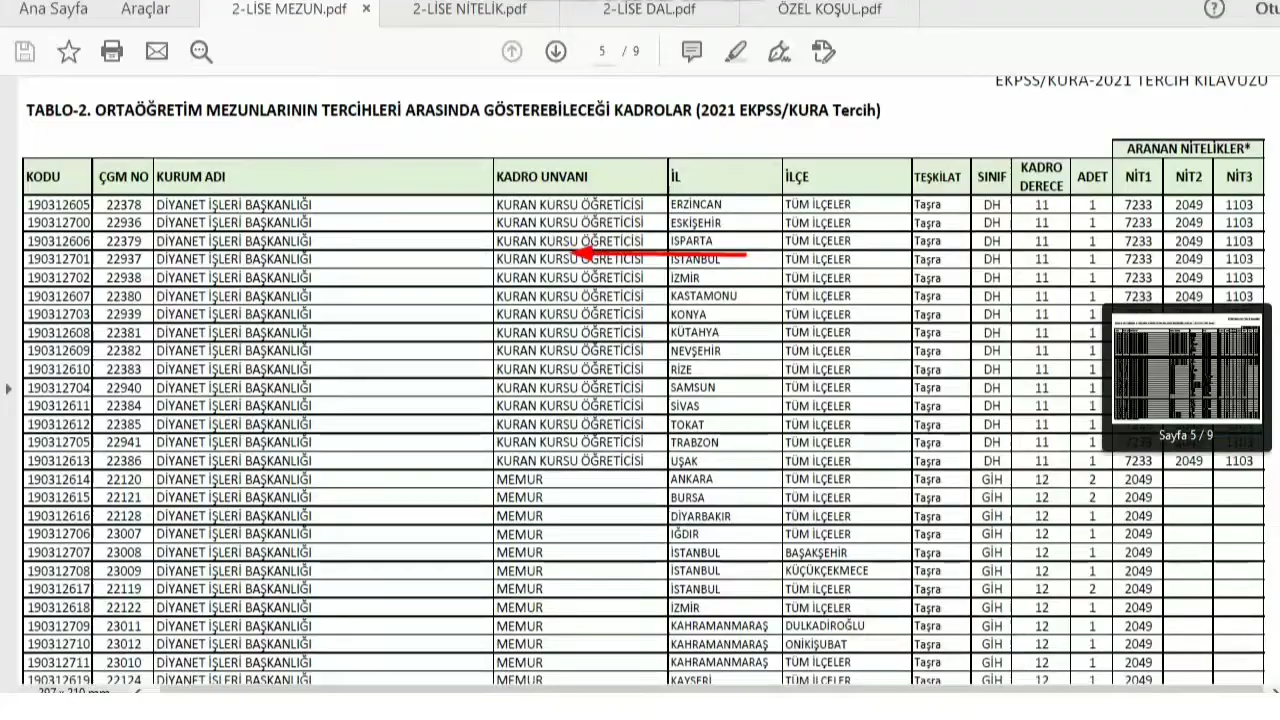 Ana Sayfa Araçlar 2-LİSE MEZUN.pdf × 2-LİSE NİTELİK.pdf 2-LİSE DAL.pdf ÖZEL KOŞUL.pdf ? Otu
5 / 9
EKPSS/KURA-2021 TERCİH KILAVUZU
TABLO-2. ORTAÖĞRETİM MEZUNLARININ TERCİHLERİ ARASINDA GÖSTEREBİLECEĞİ KADROLAR (2021 EKPSS/KURA Tercih)
ARANAN NİTELİKLER*
KODU ÇGM NO KURUM ADI KADRO UNVANI İL İLÇE TEŞKİLAT SINIF KADRO DERECE ADET NİT1 NİT2 NİT3
190312605 22378 DİYANET İŞLERİ BAŞKANLIĞI KURAN KURSU ÖĞRETİCİSİ ERZİNCAN TÜM İLÇELER Taşra DH 11 1 7233 2049 1103
190312700 22936 DİYANET İŞLERİ BAŞKANLIĞI KURAN KURSU ÖĞRETİCİSİ ESKİŞEHİR TÜM İLÇELER Taşra DH 11 1 7233 2049 1103
190312606 22379 DİYANET İŞLERİ BAŞKANLIĞI KURAN KURSU ÖĞRETİCİSİ ISPARTA TÜM İLÇELER Taşra DH 11 1 7233 2049 1103
190312701 22937 DİYANET İŞLERİ BAŞKANLIĞI KURAN KURSU ÖĞRETİCİSİ İSTANBUL TÜM İLÇELER Taşra DH 11 1 7233 2049 1103
190312702 22938 DİYANET İŞLERİ BAŞKANLIĞI KURAN KURSU ÖĞRETİCİSİ İZMİR TÜM İLÇELER Taşra DH 11 1 7233 2049 1103
190312607 22380 DİYANET İŞLERİ BAŞKANLIĞI KURAN KURSU ÖĞRETİCİSİ KASTAMONU TÜM İLÇELER Taşra DH 11 1 7233 2049 1103
190312703 22939 DİYANET İŞLERİ BAŞKANLIĞI KURAN KURSU ÖĞRETİCİSİ KONYA TÜM İLÇELER Taşra DH 11 1
190312608 22381 DİYANET İŞLERİ BAŞKANLIĞI KURAN KURSU ÖĞRETİCİSİ KÜTAHYA TÜM İLÇELER Taşra DH 11 1
190312609 22382 DİYANET İŞLERİ BAŞKANLIĞI KURAN KURSU ÖĞRETİCİSİ NEVŞEHİR TÜM İLÇELER Taşra DH 11 1
190312610 22383 DİYANET İŞLERİ BAŞKANLIĞI KURAN KURSU ÖĞRETİCİSİ RİZE TÜM İLÇELER Taşra DH 11 1
190312704 22940 DİYANET İŞLERİ BAŞKANLIĞI KURAN KURSU ÖĞRETİCİSİ SAMSUN TÜM İLÇELER Taşra DH 11 1
190312611 22384 DİYANET İŞLERİ BAŞKANLIĞI KURAN KURSU ÖĞRETİCİSİ SİVAS TÜM İLÇELER Taşra DH 11 1
190312612 22385 DİYANET İŞLERİ BAŞKANLIĞI KURAN KURSU ÖĞRETİCİSİ TOKAT TÜM İLÇELER Taşra DH 11 1
Sayfa 5 / 9
190312705 22941 DİYANET İŞLERİ BAŞKANLIĞI KURAN KURSU ÖĞRETİCİSİ TRABZON TÜM İLÇELER Taşra DH 11 1
190312613 22386 DİYANET İŞLERİ BAŞKANLIĞI KURAN KURSU ÖĞRETİCİSİ UŞAK TÜM İLÇELER Taşra DH 11 1 7233 2049 1103
190312614 22120 DİYANET İŞLERİ BAŞKANLIĞI MEMUR ANKARA TÜM İLÇELER Taşra GİH 12 2 2049
190312615 22121 DİYANET İŞLERİ BAŞKANLIĞI MEMUR BURSA TÜM İLÇELER Taşra GİH 12 2 2049
190312616 22128 DİYANET İŞLERİ BAŞKANLIĞI MEMUR DİYARBAKIR TÜM İLÇELER Taşra GİH 12 1 2049
190312706 23007 DİYANET İŞLERİ BAŞKANLIĞI MEMUR IĞDIR TÜM İLÇELER Taşra GİH 12 1 2049
190312707 23008 DİYANET İŞLERİ BAŞKANLIĞI MEMUR İSTANBUL BAŞAKŞEHİR Taşra GİH 12 1 2049
190312708 23009 DİYANET İŞLERİ BAŞKANLIĞI MEMUR İSTANBUL KÜÇÜKÇEKMECE Taşra GİH 12 1 2049
190312617 22119 DİYANET İŞLERİ BAŞKANLIĞI MEMUR İSTANBUL TÜM İLÇELER Taşra GİH 12 2 2049
190312618 22122 DİYANET İŞLERİ BAŞKANLIĞI MEMUR İZMİR TÜM İLÇELER Taşra GİH 12 1 2049
190312709 23011 DİYANET İŞLERİ BAŞKANLIĞI MEMUR KAHRAMANMARAŞ DULKADİROĞLU Taşra GİH 12 1 2049
190312710 23012 DİYANET İŞLERİ BAŞKANLIĞI MEMUR KAHRAMANMARAŞ ONİKİŞUBAT Taşra GİH 12 1 2049
190312711 23010 DİYANET İŞLERİ BAŞKANLIĞI MEMUR KAHRAMANMARAŞ TÜM İLÇELER Taşra GİH 12 1 2049
190312619 22124 DİYANET İŞLERİ BAŞKANLIĞI MEMUR KAYSERİ TÜM İLÇELER Taşra GİH 12 1 2049
297 x 210 mm